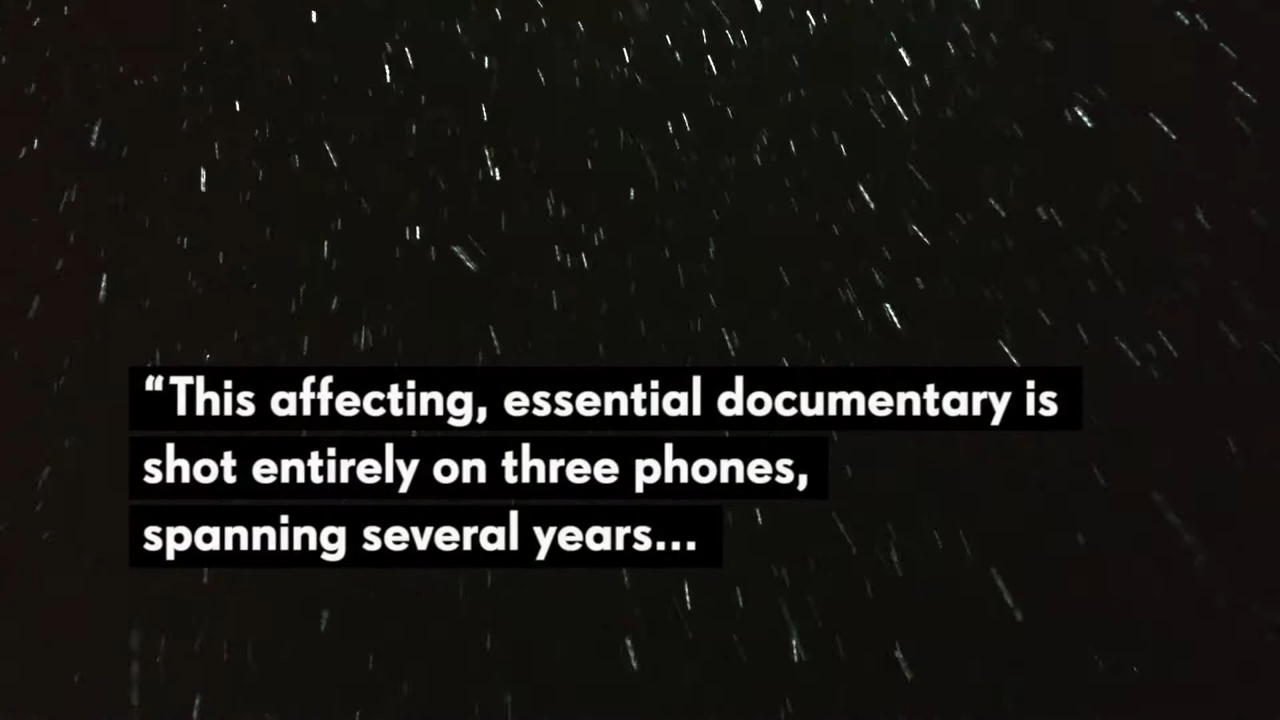 “This affecting, essential documentary is
shot entirely on three phones,
spanning several years...